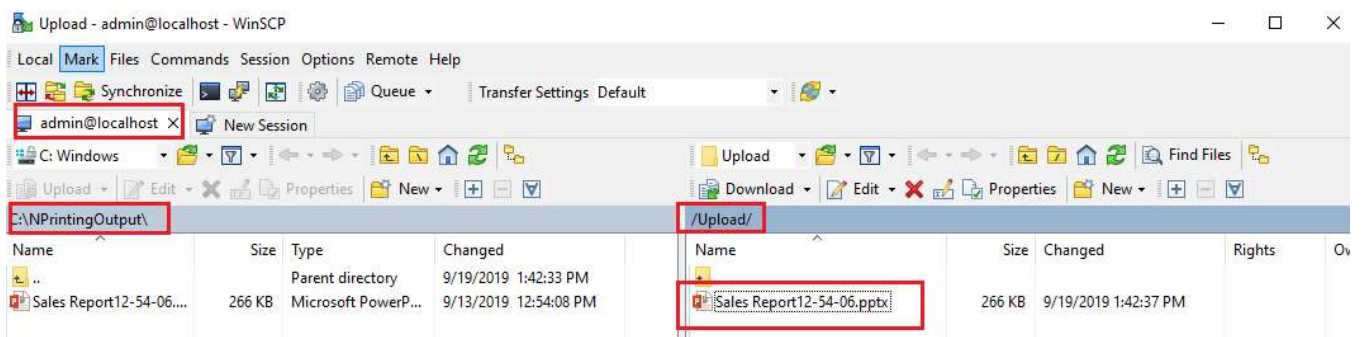 Upload - admin@localhost - WinSCP
Local Mark Files Commands Session Options Remote Help
Synchronize Queue Transfer Settings Default
admin@localhost New Session
C: Windows Upload Find Files
Upload Edit Properties New Download Edit Properties New
C:\NPrintingOutput\ /Upload/
Name Size Type Changed Name Size Changed Rights Ow
.. Parent directory 9/19/2019 1:42:33 PM
Sales Report12-54-06.... 266 KB Microsoft PowerP... 9/13/2019 12:54:08 PM Sales Report12-54-06.pptx 266 KB 9/19/2019 1:42:37 PM